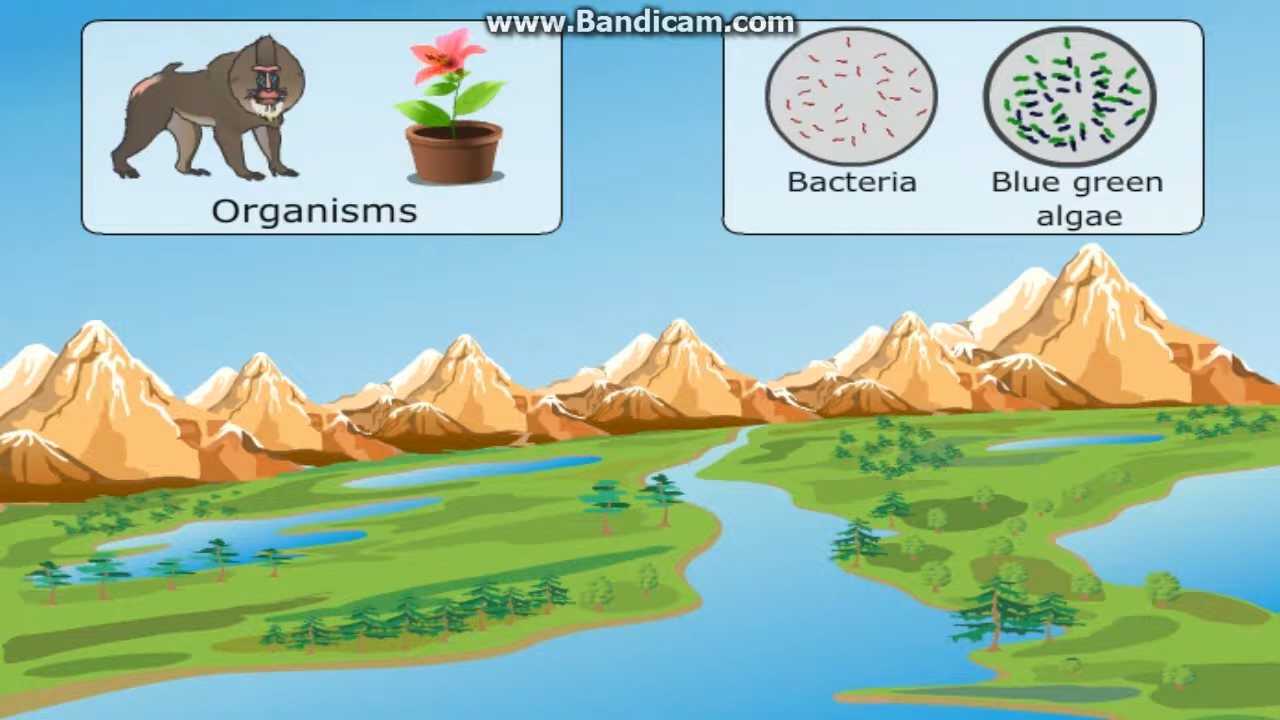 www.Bandicam.com
Organisms
Bacteria
Blue green
algae